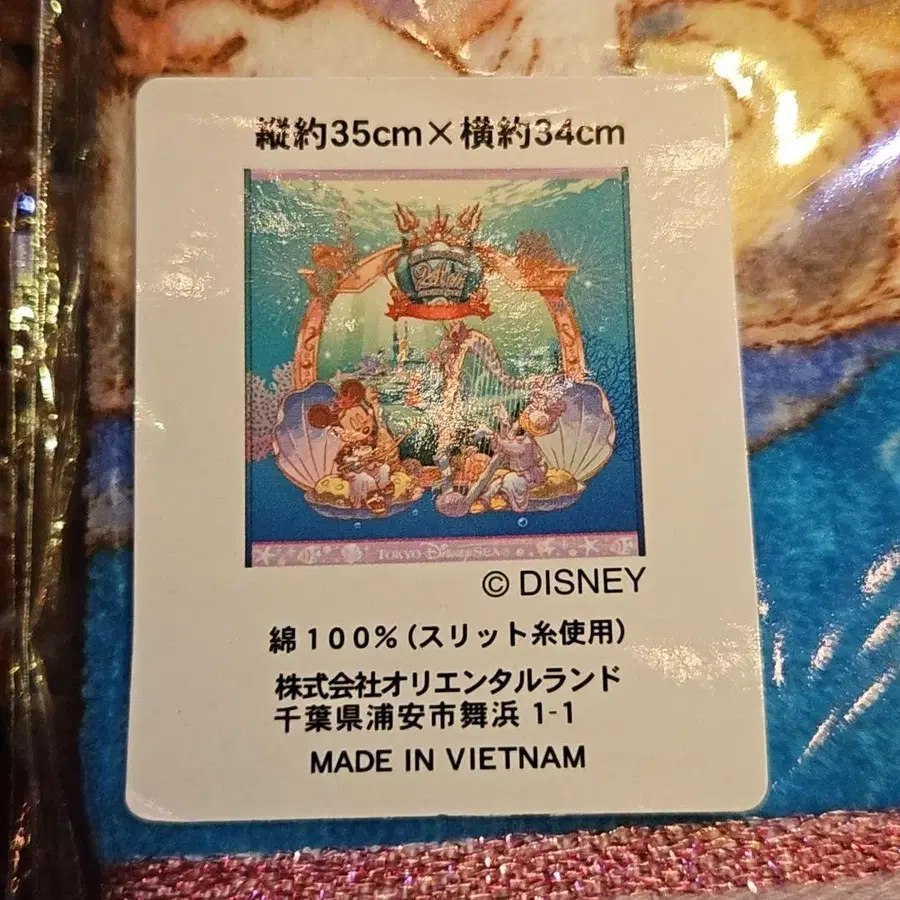 縦約35cm×横約34cm
TOKYO DISNEYSEA
© DISNEY
綿100%(スリット糸使用)
株式会社オリエンタルランド
千葉県浦安市舞浜 1-1
MADE IN VIETNAM